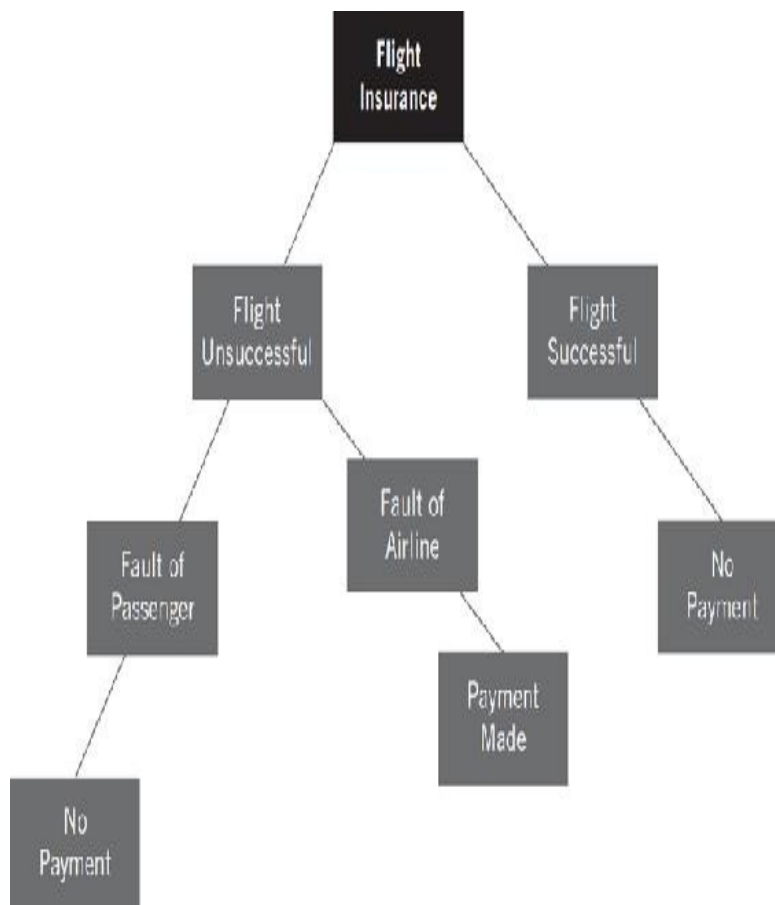 Flight
Insurance
Flight
Unsuccessful
Flight
Successful
Fault of
Airline
Fault of
Passenger
No
Payment
Payment
Made
No
Payment